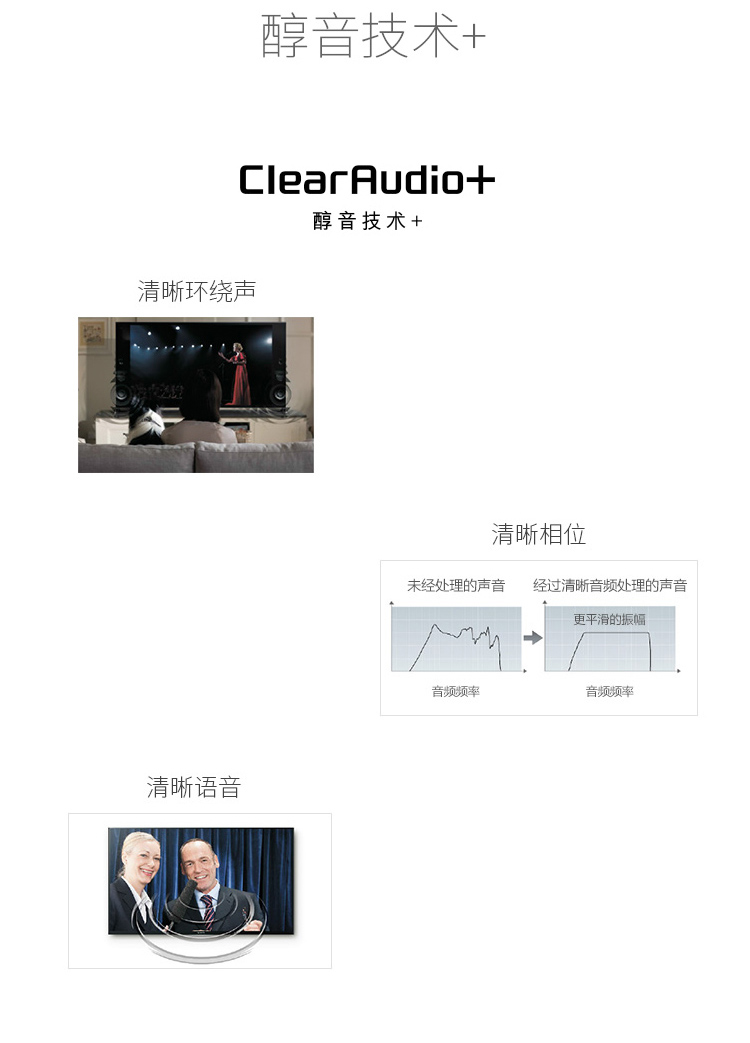 醇音技术+
ClearAudio+
醇音技术+
清晰环绕声
清晰相位
未经处理的声音
经过清晰音频处理的声音
更平滑的振幅
音频频率
音频频率
清晰语音